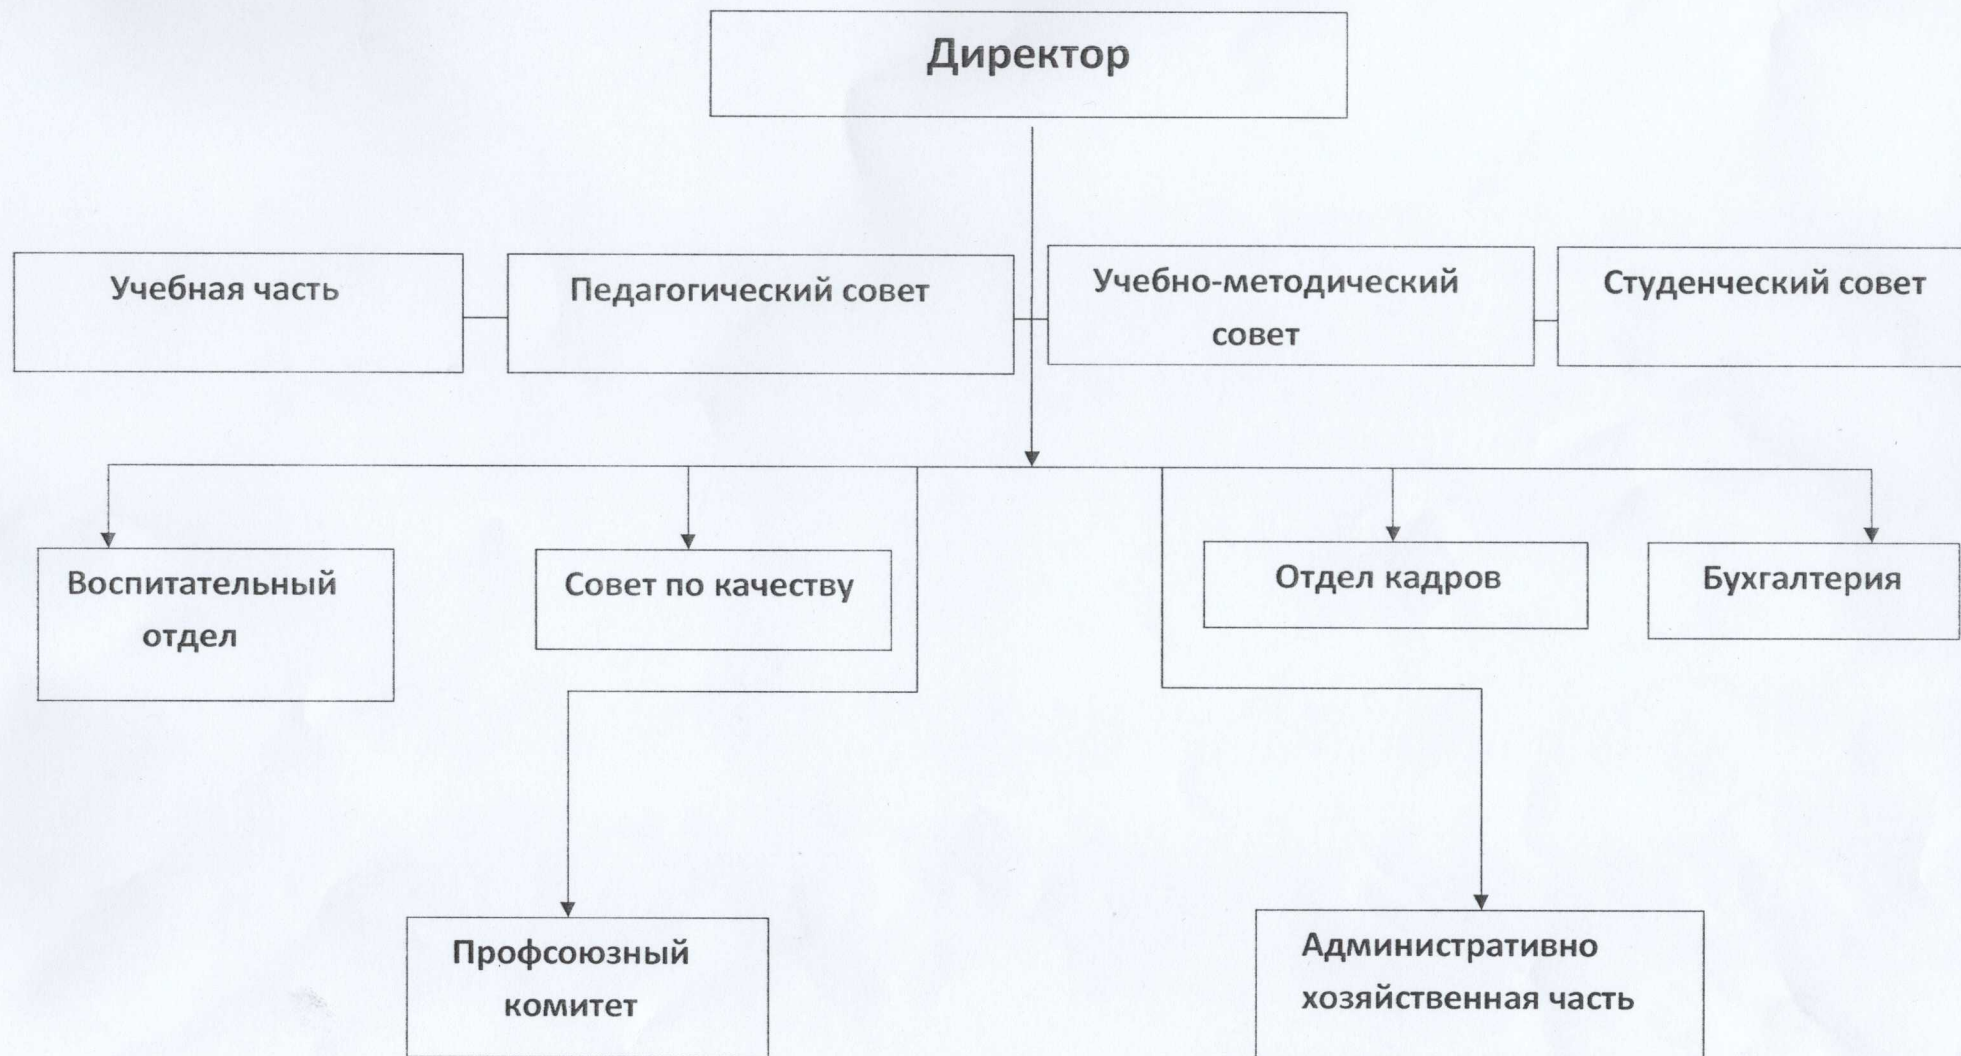 Директор
Учебная часть
Педагогический совет
Учебно-методический
совет
Студенческий совет
Воспитательный
отдел
Совет по качеству
Отдел кадров
Бухгалтерия
Профсоюзный
комитет
Административно
хозяйственная часть